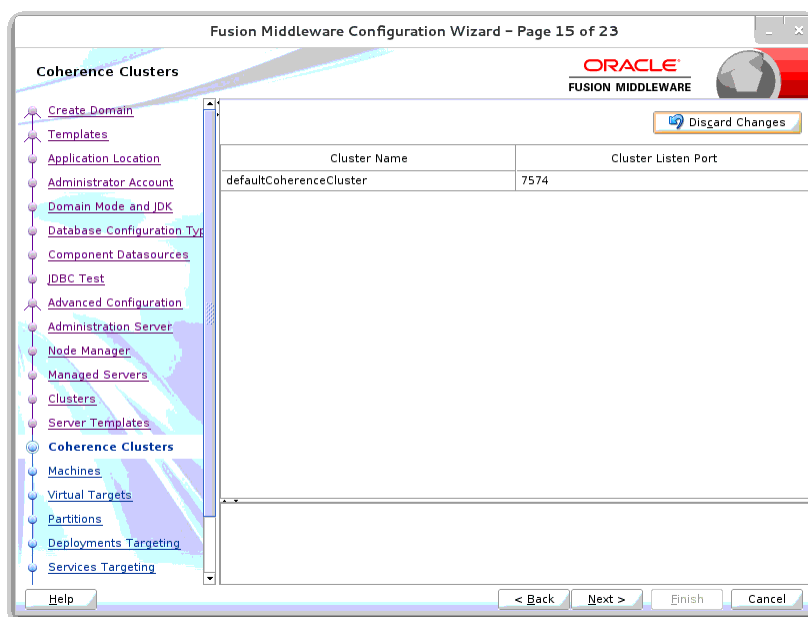 Fusion Middleware Configuration Wizard – Page 15 of 23
Coherence Clusters
ORACLE
FUSION MIDDLEWARE
Create Domain
Templates
Application Location
Administrator Account
Domain Mode and JDK
Database Configuration Typ
Component Datasources
JDBC Test
Advanced Configuration
Administration Server
Node Manager
Managed Servers
Clusters
Server Templates
Coherence Clusters
Machines
Virtual Targets
Partitions
Deployments Targeting
Services Targeting
Discard Changes
Cluster Name Cluster Listen Port
defaultCoherenceCluster 7574
Help < Back Next > Finish Cancel